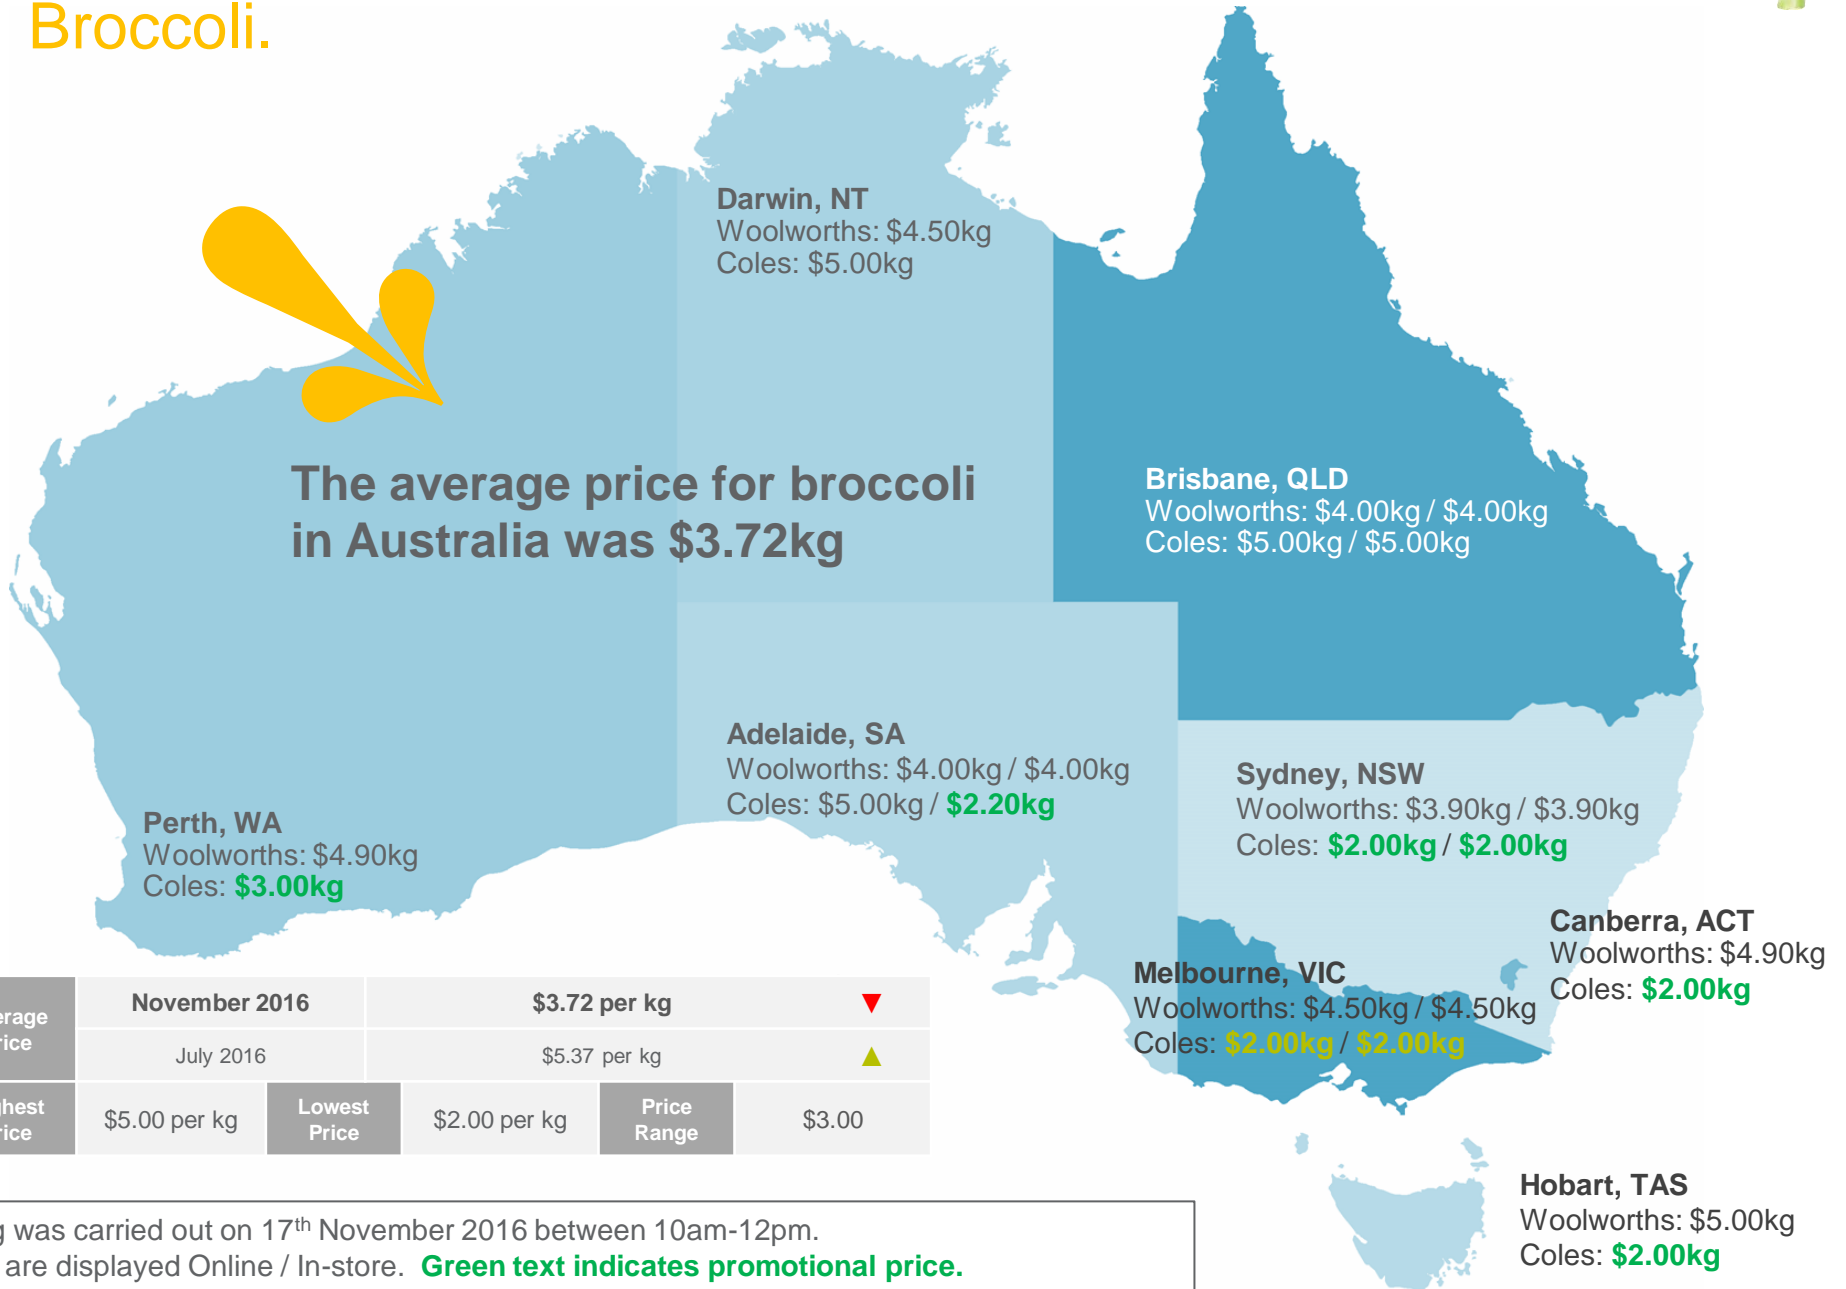 Broccoli.
Darwin, NT
Woolworths: $4.50kg
Coles: $5.00kg
The average price for broccoli
in Australia was $3.72kg
Brisbane, QLD
Woolworths: $4.00kg / $4.00kg
Coles: $5.00kg / $5.00kg
Adelaide, SA
Woolworths: $4.00kg / $4.00kg
Coles: $5.00kg / $2.20kg
Sydney, NSW
Woolworths: $3.90kg / $3.90kg
Coles: $2.00kg / $2.00kg
Perth, WA
Woolworths: $4.90kg
Coles: $3.00kg
Canberra, ACT
Woolworths: $4.90kg
Coles: $2.00kg
Melbourne, VIC
Woolworths: $4.50kg / $4.50kg
Coles: $2.00kg / $2.00kg
November 2016 $3.72 per kg ▼
July 2016 $5.37 per kg ▲
$5.00 per kg Lowest Price $2.00 per kg Price Range $3.00
Hobart, TAS
Woolworths: $5.00kg
Coles: $2.00kg
was carried out on 17th November 2016 between 10am-12pm.
are displayed Online / In-store. Green text indicates promotional price.